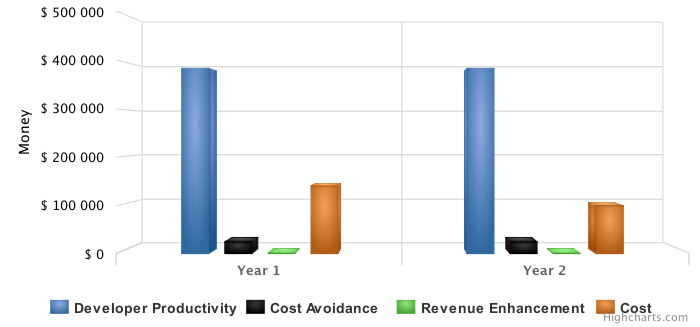 $ 500 000
$ 400 000
$ 300 000
$ 200 000
$ 100 000
$ 0
Money
Year 1 Year 2
Developer Productivity Cost Avoidance Revenue Enhancement Cost
Highcharts.com